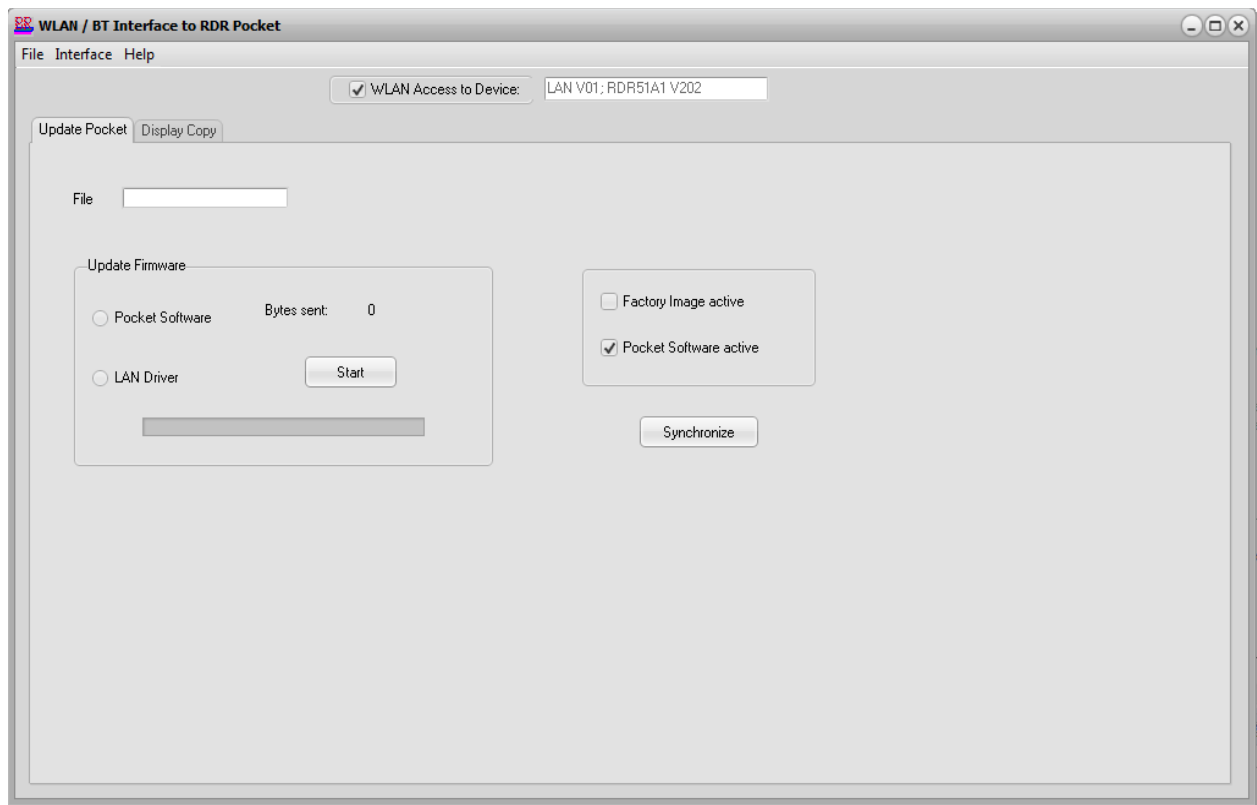 WLAN / BT Interface to RDR Pocket
File Interface Help
WLAN Access to Device: LAN V01; RDR51A1 V202
Update Pocket Display Copy
File
Update Firmware
Pocket Software Bytes sent: 0
LAN Driver Start
Factory Image active
Pocket Software active
Synchronize